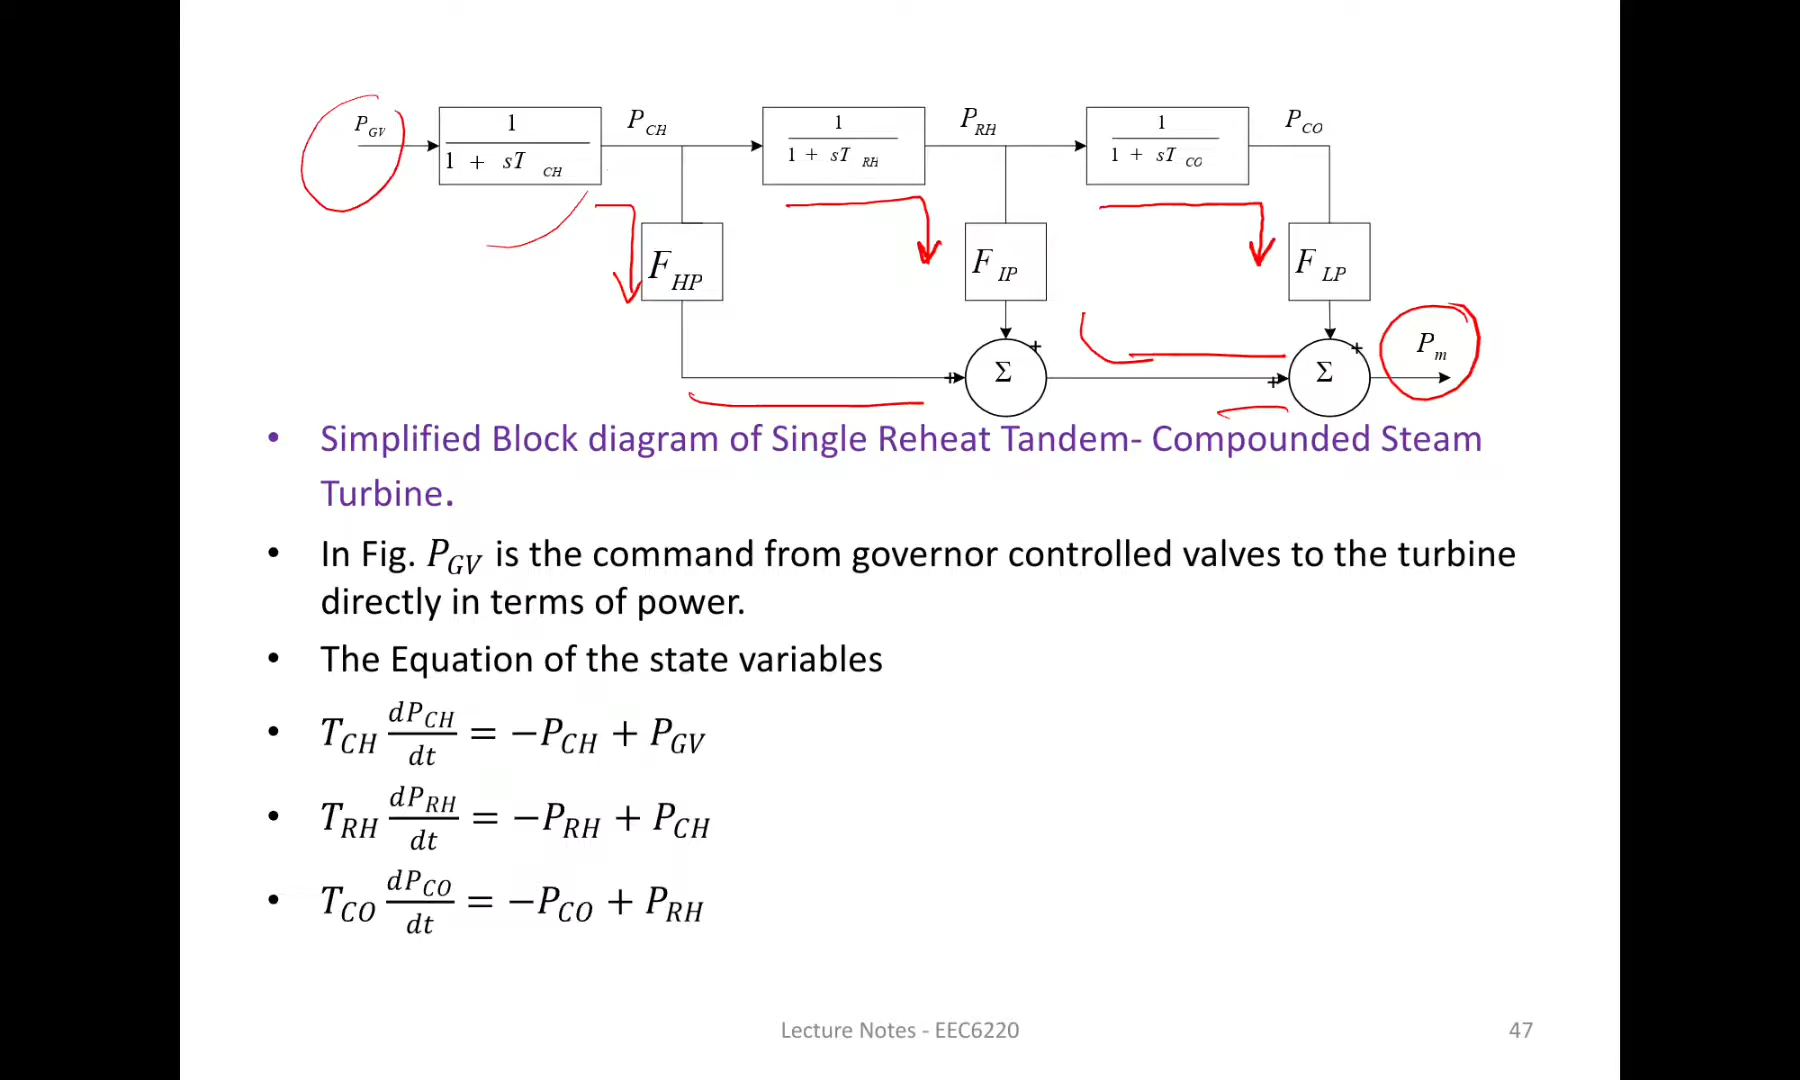 P_GV
1
1 + sT_CH
P_CH
1
1 + sT_RH
P_RH
1
1 + sT_CO
P_CO
F_HP
F_IP
F_LP
+
Σ
+
+
Σ
+
P_m
• Simplified Block diagram of Single Reheat Tandem- Compounded Steam
Turbine.
• In Fig. P_GV is the command from governor controlled valves to the turbine
directly in terms of power.
• The Equation of the state variables
• T_CH dP_CH/dt = −P_CH + P_GV
• T_RH dP_RH/dt = −P_RH + P_CH
• T_CO dP_CO/dt = −P_CO + P_RH
Lecture Notes - EEC6220
47